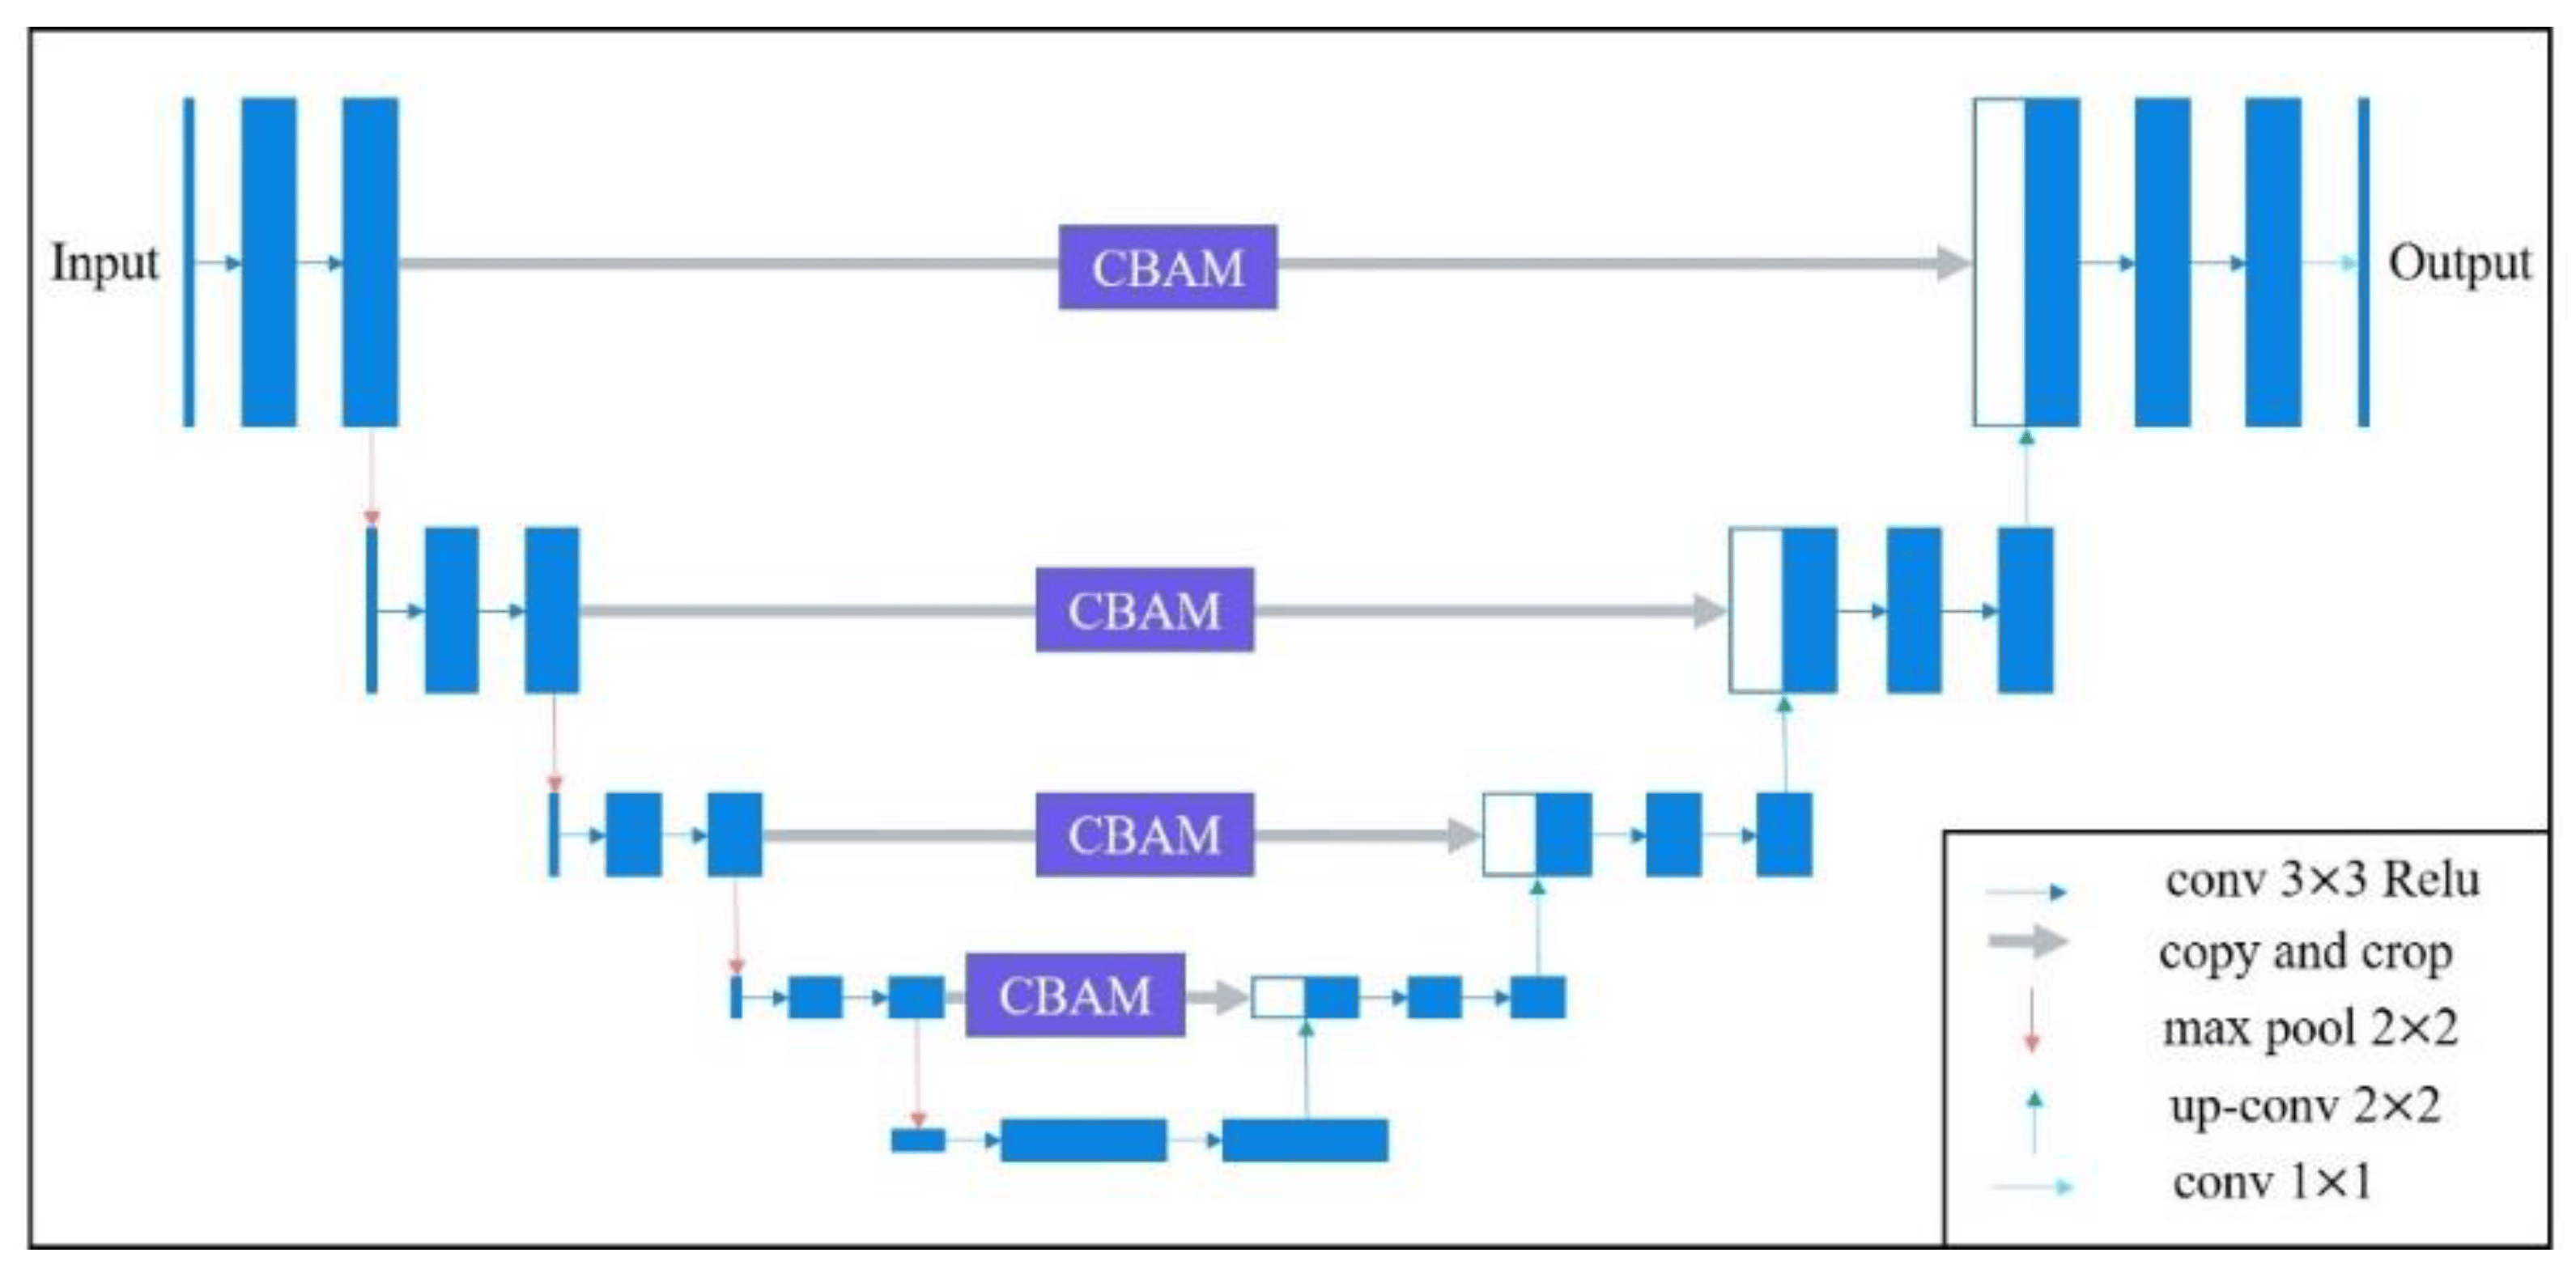 Input
CBAM
Output
CBAM
CBAM
CBAM
conv 3×3 Relu
copy and crop
max pool 2×2
up-conv 2×2
conv 1×1